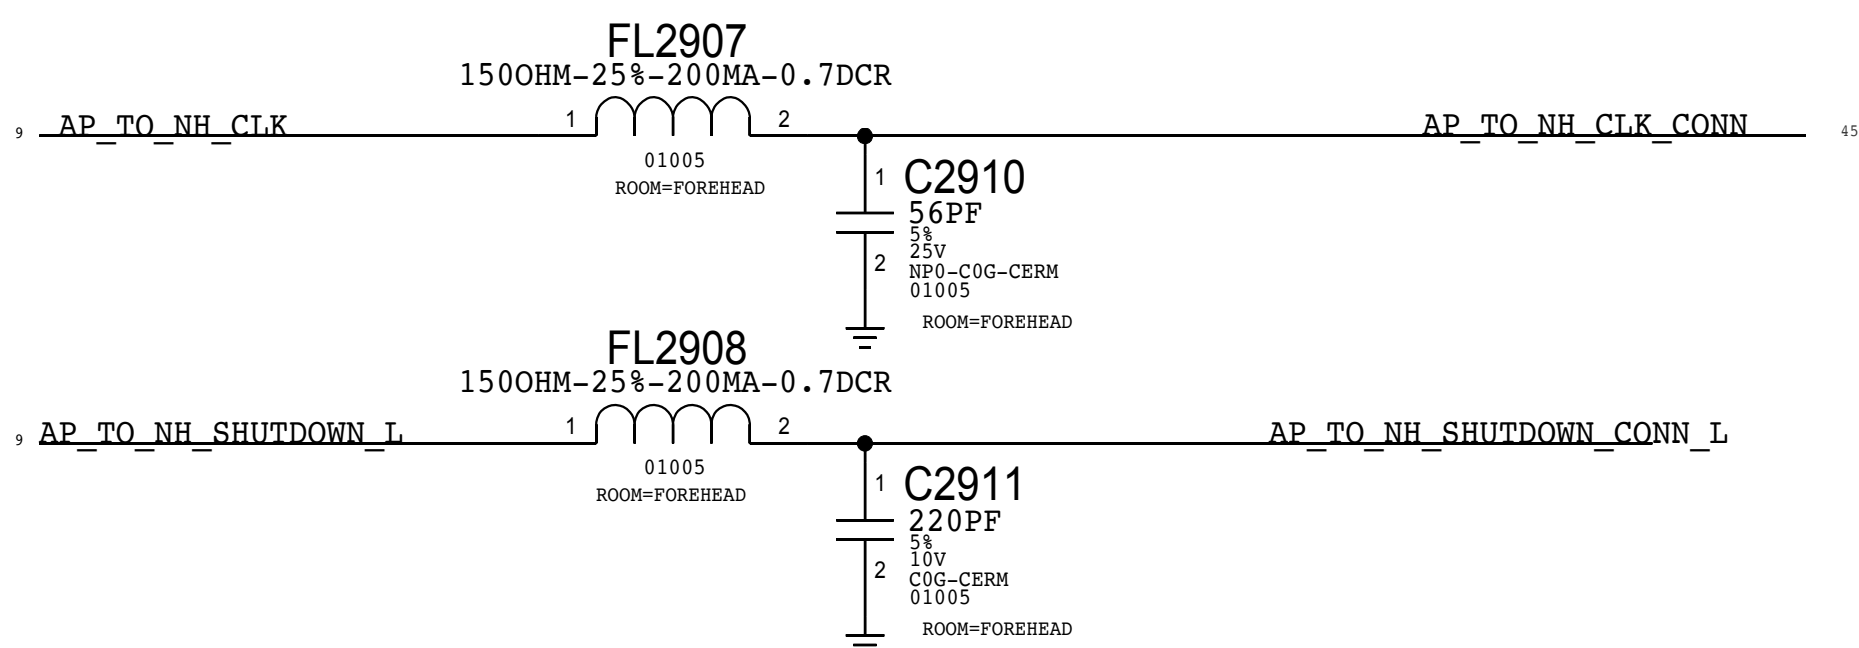 FL2907
150OHM-25%-200MA-0.7DCR
9 AP_TO_NH_CLK 1 2 AP_TO_NH_CLK_CONN 45
01005
ROOM=FOREHEAD
1 C2910
56PF
5%
25V
2 NP0-C0G-CERM
01005
ROOM=FOREHEAD
FL2908
150OHM-25%-200MA-0.7DCR
9 AP_TO_NH_SHUTDOWN_L 1 2 AP_TO_NH_SHUTDOWN_CONN_L
01005
ROOM=FOREHEAD
1 C2911
220PF
5%
10V
2 C0G-CERM
01005
ROOM=FOREHEAD